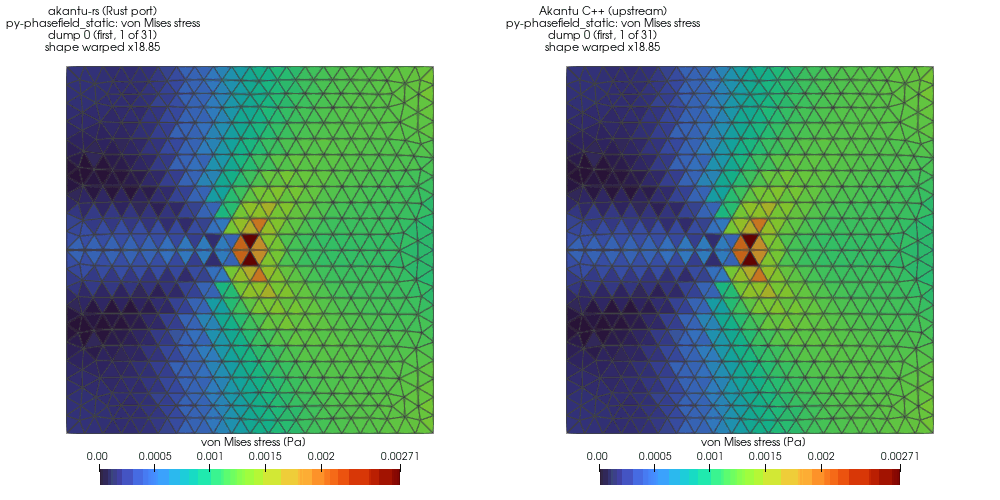 akantu-rs (Rust port)
py-phasefield_static: von Mises stress
dump 0 (first, 1 of 31)
shape warped x18.85
Akantu C++ (upstream)
py-phasefield_static: von Mises stress
dump 0 (first, 1 of 31)
shape warped x18.85
von Mises stress (Pa)
0.00 0.0005 0.001 0.0015 0.002 0.00271
von Mises stress (Pa)
0.00 0.0005 0.001 0.0015 0.002 0.00271